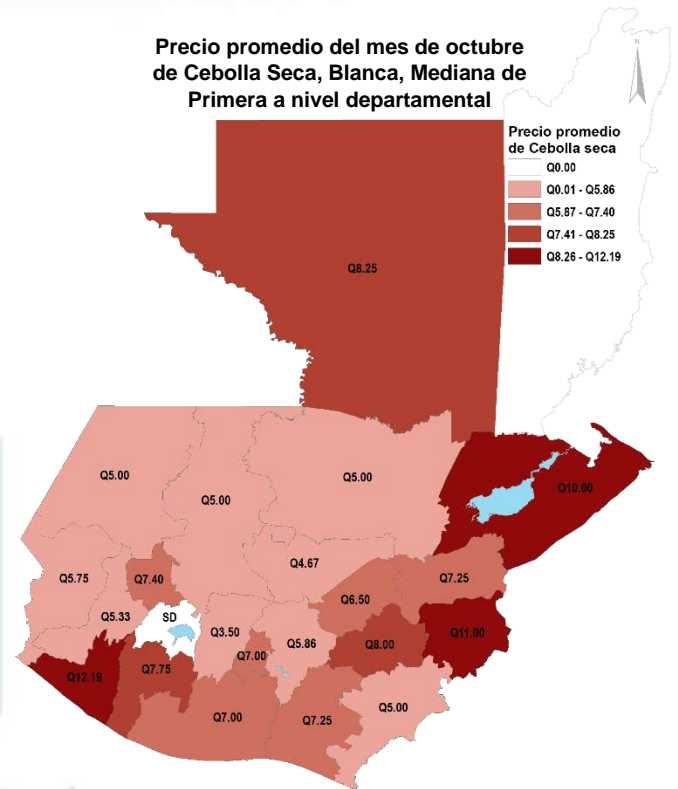 Precio promedio del mes de octubre
de Cebolla Seca, Blanca, Mediana de
Primera a nivel departamental
N
Precio promedio
de Cebolla seca
Q0.00
Q0.01 - Q5.86
Q5.87 - Q7.40
Q7.41 - Q8.25
Q8.26 - Q12.19
Q8.25
Q5.00
Q5.00
Q5.00
Q10.00
Q4.67
Q5.75
Q7.40
Q7.25
Q6.50
Q5.33
SD
Q3.50
Q5.86
Q11.00
Q7.00
Q8.00
Q12.19
Q7.75
Q7.00
Q7.25
Q5.00